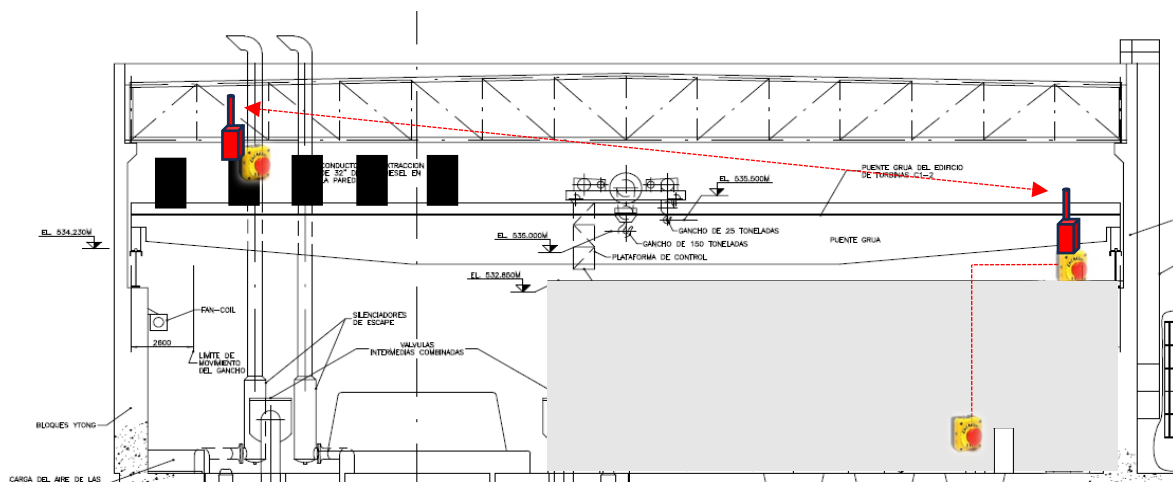 CONDUCTO
EXTRACCION
DE 32"
DIESEL EN
LA PARED
PUENTE GRUA DEL EDIFICIO
DE TURBINAS C1-2
EL. 535.500M
EL. 534.230M
EL. 535.000M
GANCHO DE 25 TONELADAS
GANCHO DE 150 TONELADAS
PLATAFORMA DE CONTROL
PUENTE GRUA
EL. 532.850M
FAN-COIL
2600
SILENCIADORES
DE ESCAPE
LIMITE DE
MOVIMIENTO
DEL GANCHO
VALVULAS
INTERMEDIAS COMBINADAS
BLOQUES YTONG
CARGA DEL AIRE DE LAS